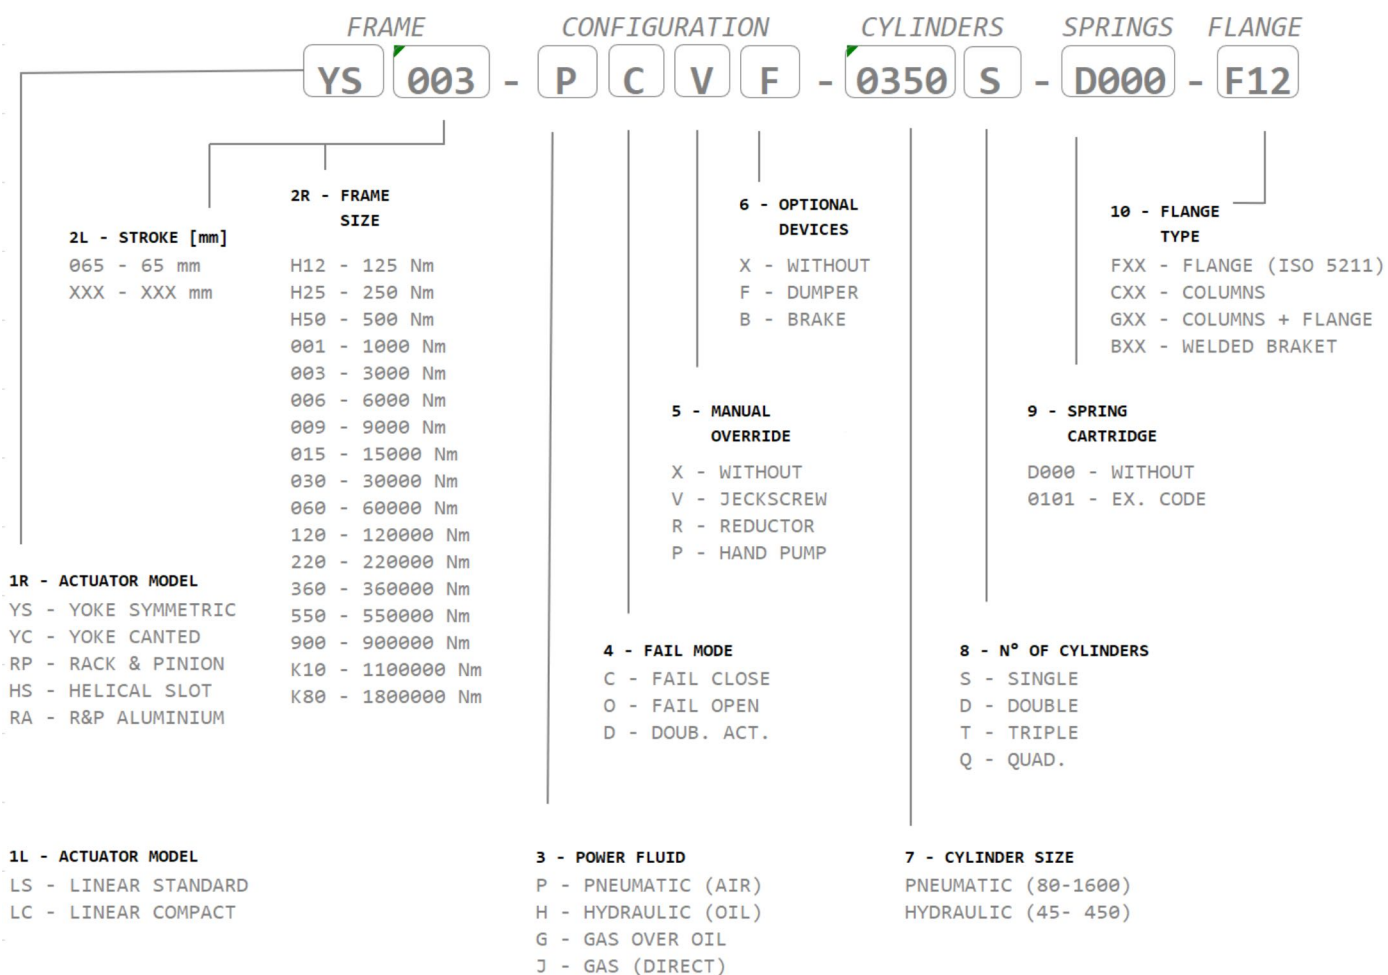 FRAME CONFIGURATION CYLINDERS SPRINGS FLANGE
YS 003 - P C V F - 0350 S - D000 - F12
2L - STROKE [mm]
065 - 65 mm
XXX - XXX mm
2R - FRAME
SIZE
H12 - 125 Nm
H25 - 250 Nm
H50 - 500 Nm
001 - 1000 Nm
003 - 3000 Nm
006 - 6000 Nm
009 - 9000 Nm
015 - 15000 Nm
030 - 30000 Nm
060 - 60000 Nm
120 - 120000 Nm
220 - 220000 Nm
360 - 360000 Nm
550 - 550000 Nm
900 - 900000 Nm
K10 - 1100000 Nm
K80 - 1800000 Nm
6 - OPTIONAL
DEVICES
X - WITHOUT
F - DUMPER
B - BRAKE
10 - FLANGE
TYPE
FXX - FLANGE (ISO 5211)
CXX - COLUMNS
GXX - COLUMNS + FLANGE
BXX - WELDED BRAKET
5 - MANUAL
OVERRIDE
X - WITHOUT
V - JECKSCREW
R - REDUCTOR
P - HAND PUMP
9 - SPRING
CARTRIDGE
D000 - WITHOUT
0101 - EX. CODE
1R - ACTUATOR MODEL
YS - YOKE SYMMETRIC
YC - YOKE CANTED
RP - RACK & PINION
HS - HELICAL SLOT
RA - R&P ALUMINIUM
4 - FAIL MODE
C - FAIL CLOSE
O - FAIL OPEN
D - DOUB. ACT.
8 - N° OF CYLINDERS
S - SINGLE
D - DOUBLE
T - TRIPLE
Q - QUAD.
1L - ACTUATOR MODEL
LS - LINEAR STANDARD
LC - LINEAR COMPACT
3 - POWER FLUID
P - PNEUMATIC (AIR)
H - HYDRAULIC (OIL)
G - GAS OVER OIL
J - GAS (DIRECT)
7 - CYLINDER SIZE
PNEUMATIC (80-1600)
HYDRAULIC (45- 450)